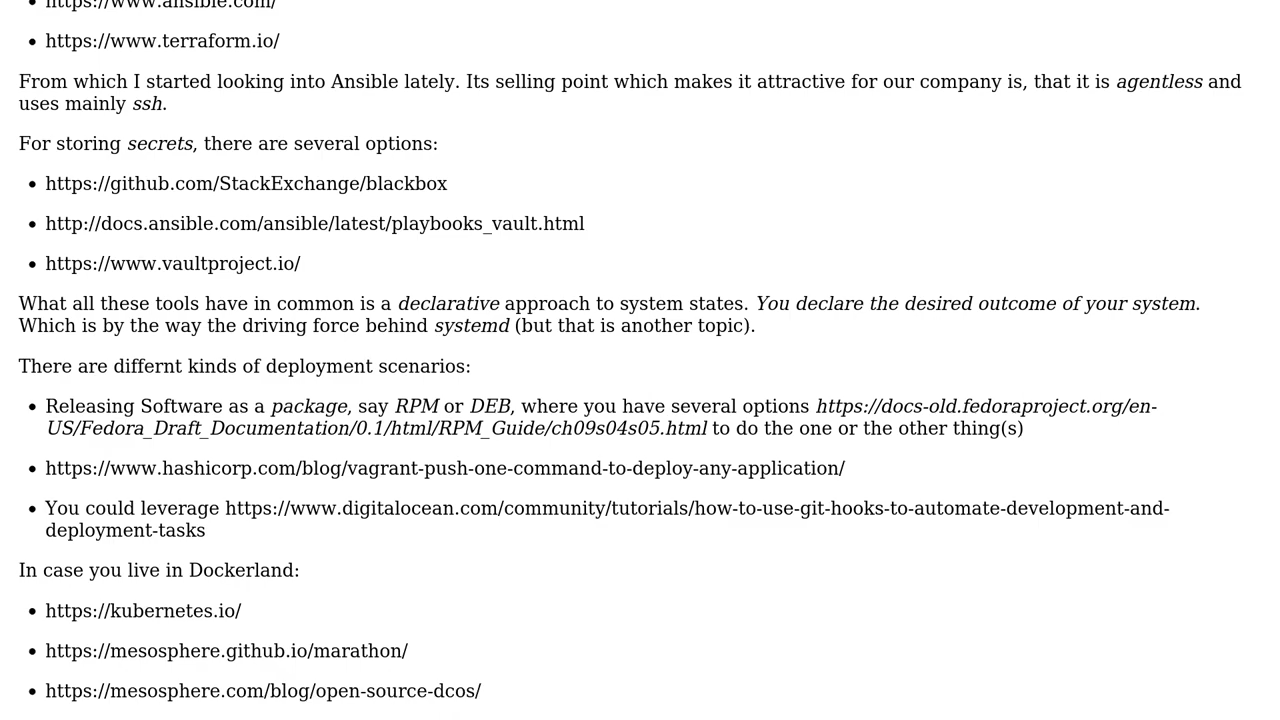 https://www.ansible.com/
https://www.terraform.io/
From which I started looking into Ansible lately. Its selling point which makes it attractive for our company is, that it is agentless and
uses mainly ssh.
For storing secrets, there are several options:
https://github.com/StackExchange/blackbox
http://docs.ansible.com/ansible/latest/playbooks_vault.html
https://www.vaultproject.io/
What all these tools have in common is a declarative approach to system states. You declare the desired outcome of your system.
Which is by the way the driving force behind systemd (but that is another topic).
There are differnt kinds of deployment scenarios:
Releasing Software as a package, say RPM or DEB, where you have several options https://docs-old.fedoraproject.org/en-
US/Fedora_Draft_Documentation/0.1/html/RPM_Guide/ch09s04s05.html to do the one or the other thing(s)
https://www.hashicorp.com/blog/vagrant-push-one-command-to-deploy-any-application/
You could leverage https://www.digitalocean.com/community/tutorials/how-to-use-git-hooks-to-automate-development-and-
deployment-tasks
In case you live in Dockerland:
https://kubernetes.io/
https://mesosphere.github.io/marathon/
https://mesosphere.com/blog/open-source-dcos/